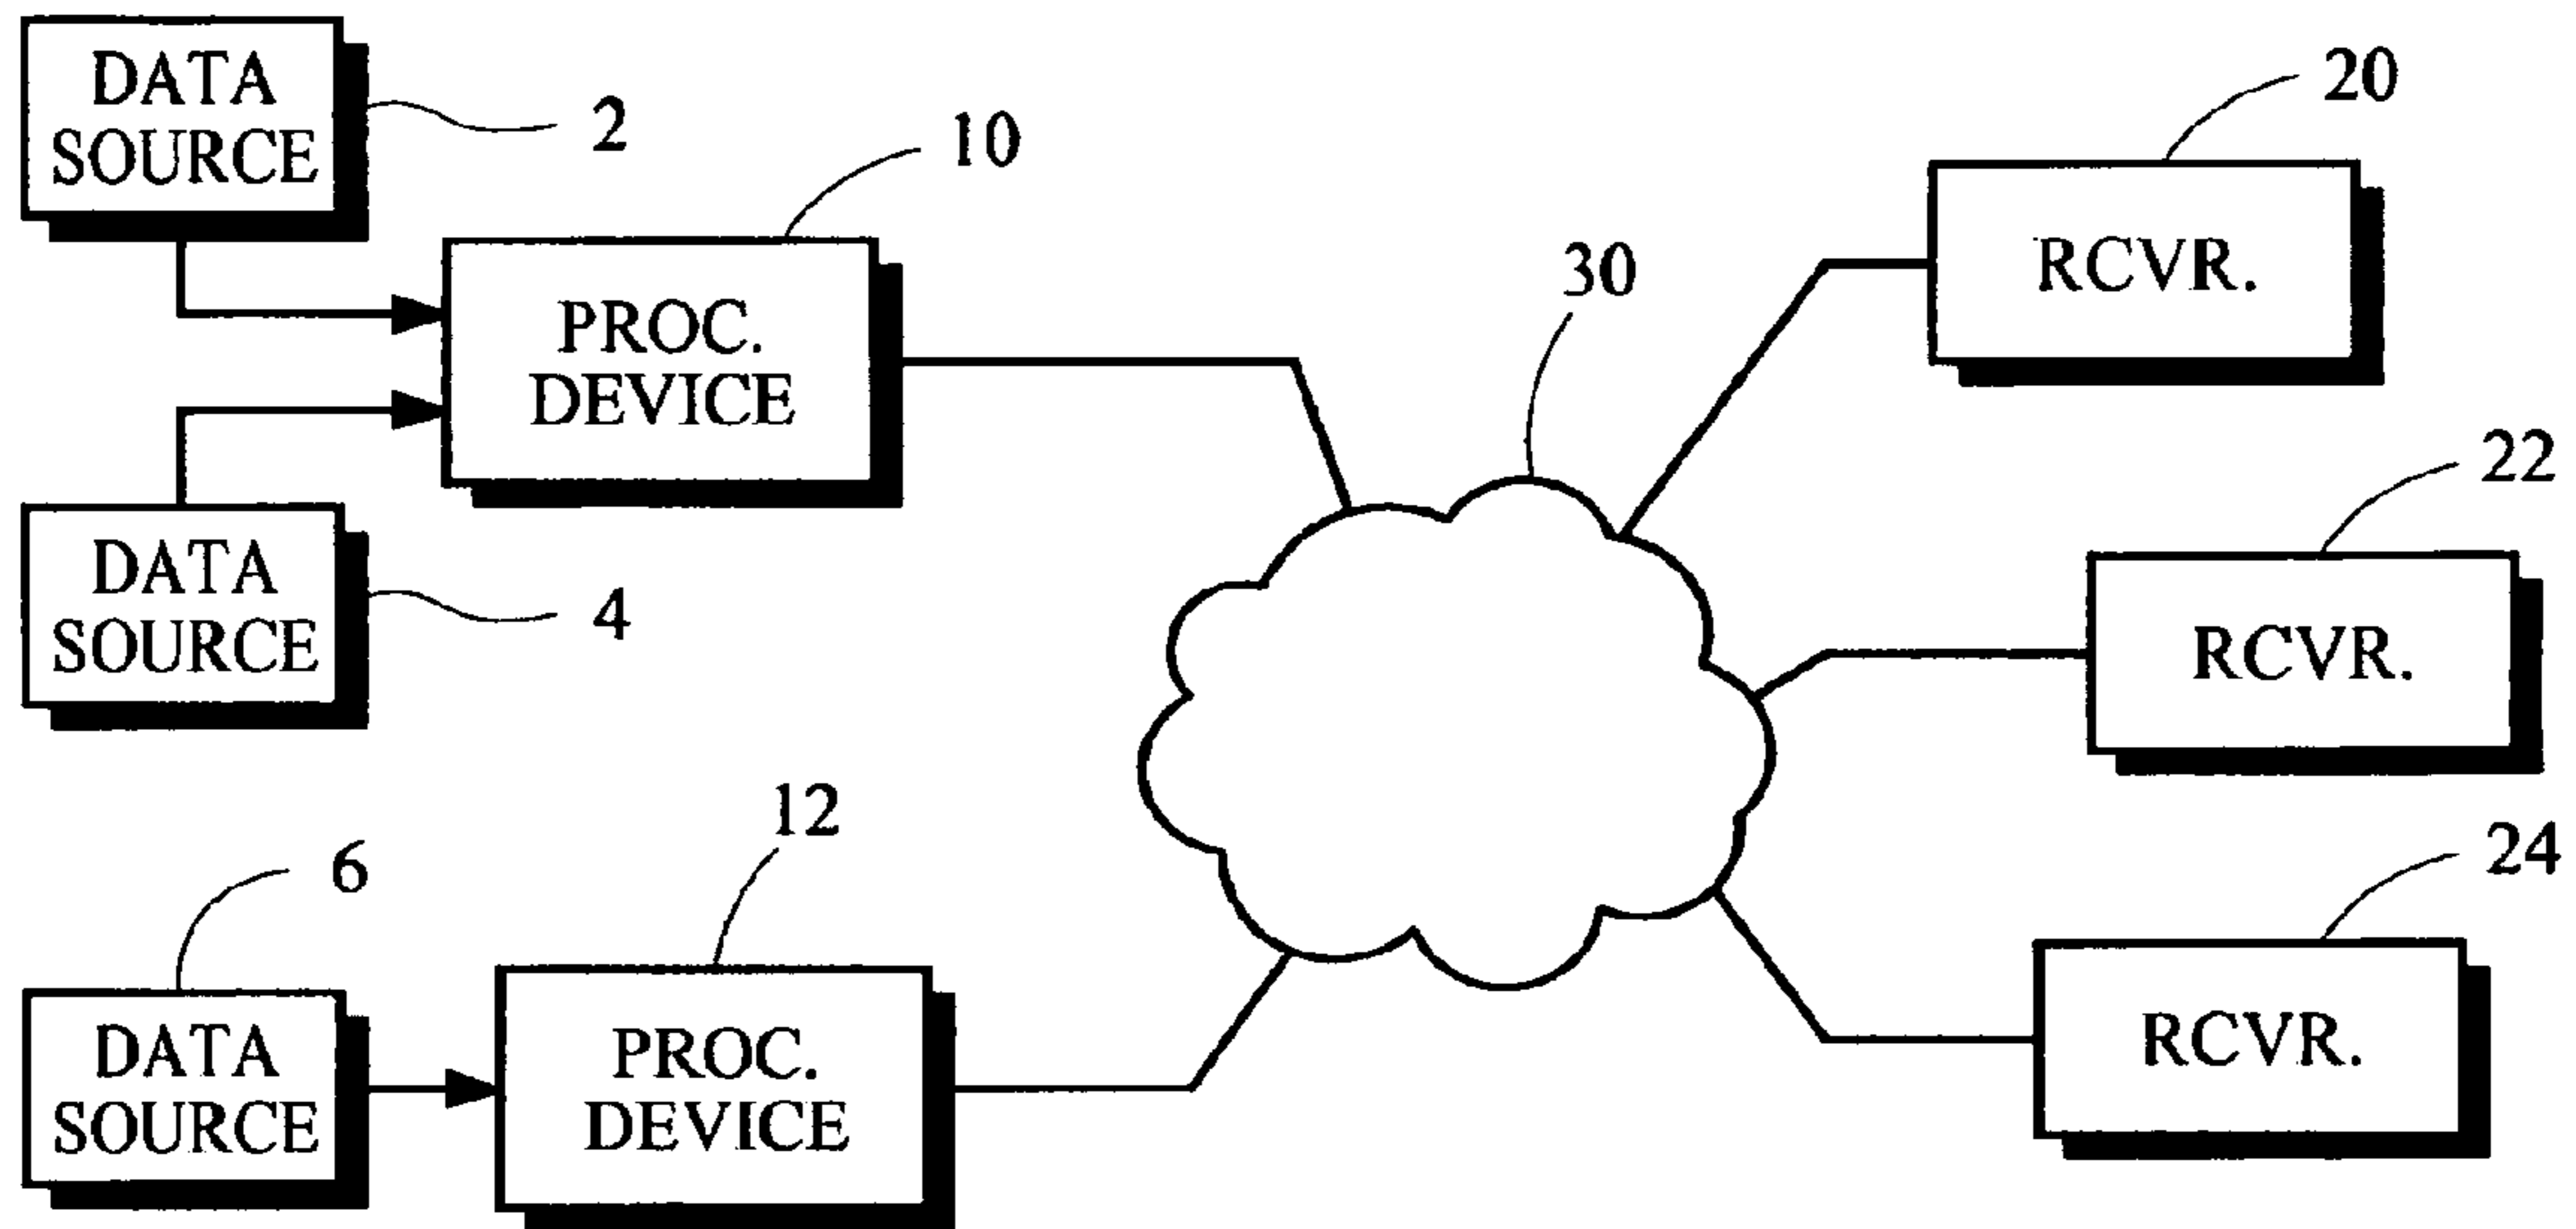 DATA
SOURCE
2
10
PROC.
DEVICE
DATA
SOURCE
4
6
DATA
SOURCE
12
PROC.
DEVICE
30
20
RCVR.
22
RCVR.
24
RCVR.